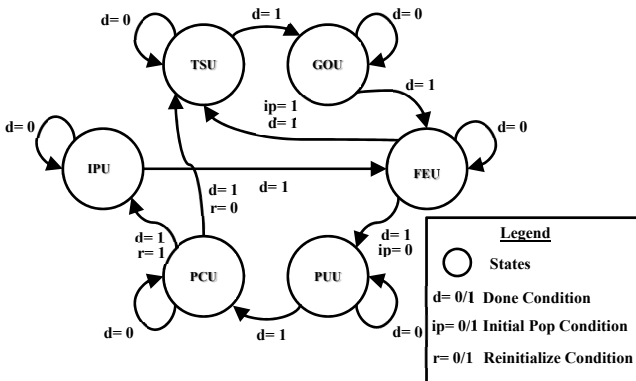 d= 0
d= 1
d= 0
TSU
GOU
d= 1
ip= 1
d= 1
d= 0
d= 0
IPU
FEU
d= 1
d= 1
r= 0
d= 1
r= 1
d= 1
ip= 0
PCU
PUU
d= 0
d= 1
d= 0
Legend
States
d= 0/1 Done Condition
ip= 0/1 Initial Pop Condition
r= 0/1 Reinitialize Condition